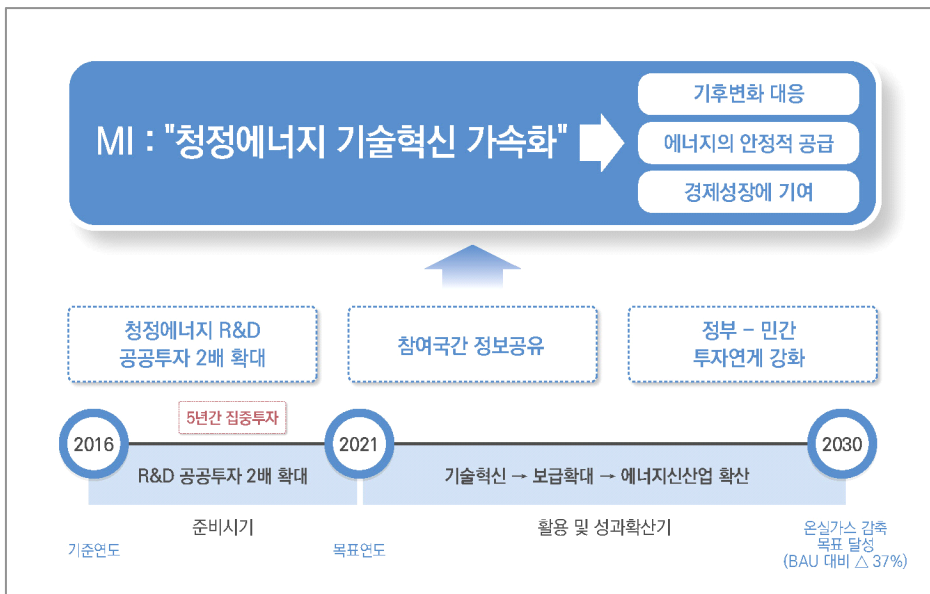 MI : "청정에너지 기술혁신 가속화"
기후변화 대응
에너지의 안정적 공급
경제성장에 기여
청정에너지 R&D
공공투자 2배 확대
참여국간 정보공유
정부 – 민간
투자연게 강화
5년간 집중투자
2016
2021
2030
R&D 공공투자 2배 확대
기술혁신 → 보급확대 → 에너지신산업 확산
준비시기
활용 및 성과확산기
기준연도
목표연도
온실가스 감축
목표 달성
(BAU 대비 △ 37%)